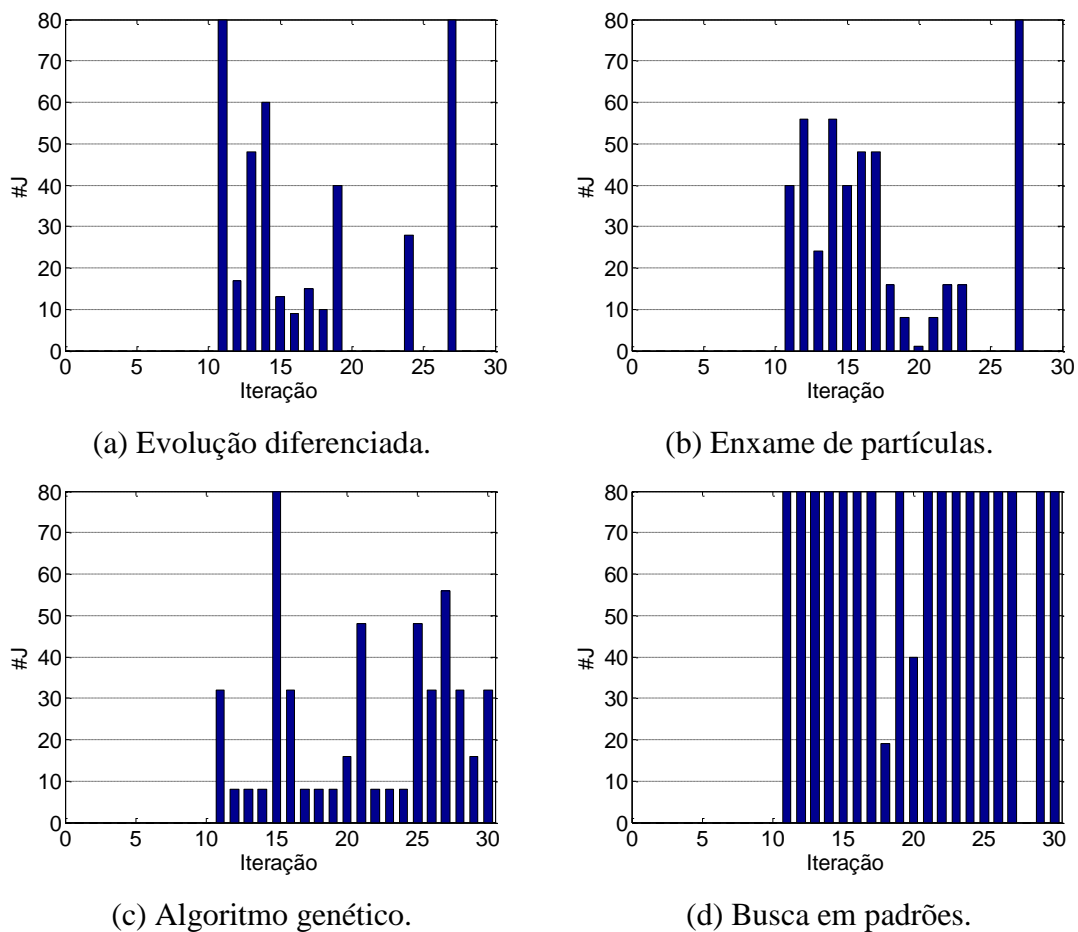 80
70
60
50
40
30
20
10
0
#J
0 5 10 15 20 25 30
Iteração
(a) Evolução diferenciada.
80
70
60
50
40
30
20
10
0
#J
0 5 10 15 20 25 30
Iteração
(b) Enxame de partículas.
80
70
60
50
40
30
20
10
0
#J
0 5 10 15 20 25 30
Iteração
(c) Algoritmo genético.
80
70
60
50
40
30
20
10
0
#J
0 5 10 15 20 25 30
Iteração
(d) Busca em padrões.